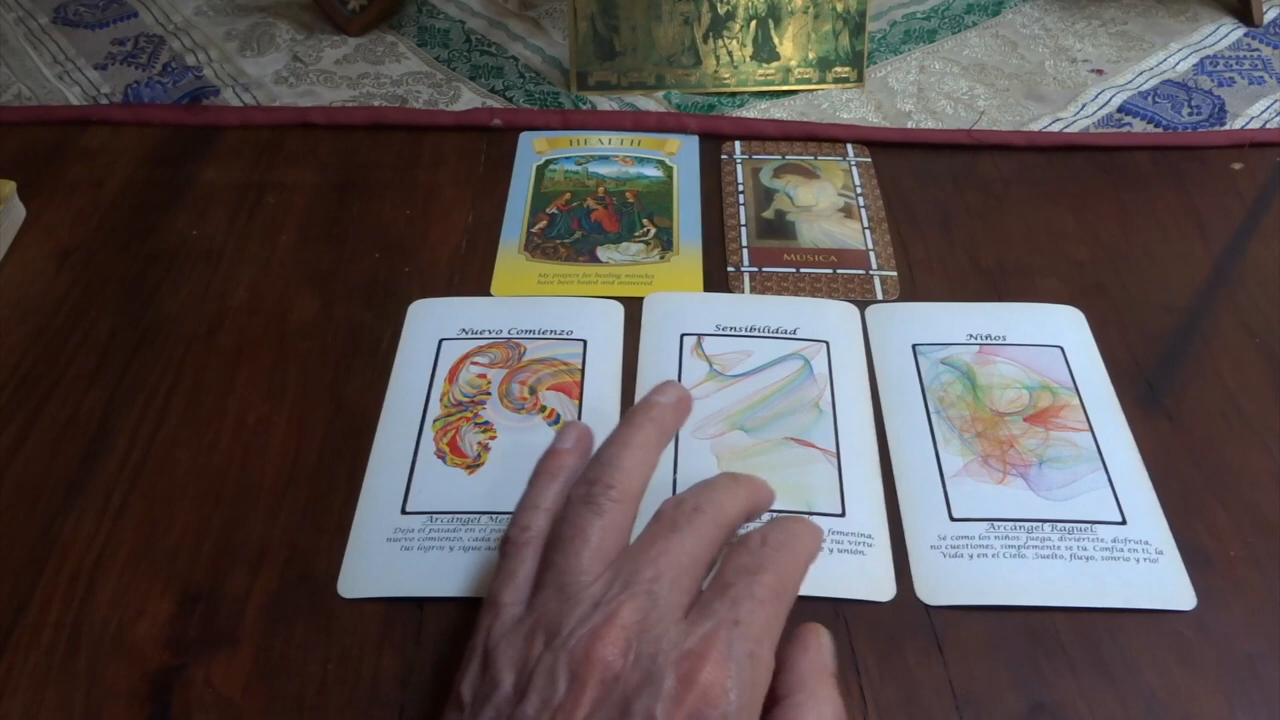 HEALTH
My prayers for healing miracles
have been heard and answered.
MÚSICA
Nuevo Comienzo
Arcángel
Deja el pasado en el
nuevo comienzo, cada
tus logros y sigue
Sensibilidad
femenina,
sus virtu-
y unión.
Niños
Arcángel Raguel:
Sé como los niños: juega, diviértete, disfruta,
no cuestiones, simplemente se tú. Confía en ti, la
Vida y en el Cielo. ¡Suelto, fluyo, sonrío y río!